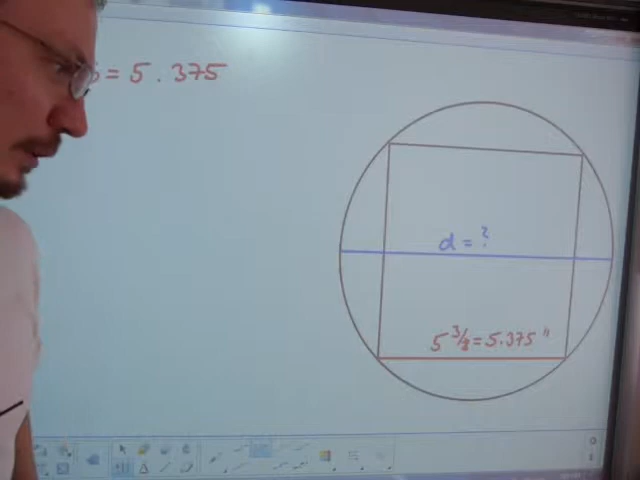 = 5.375
d = ?
5 3/8 = 5.375"